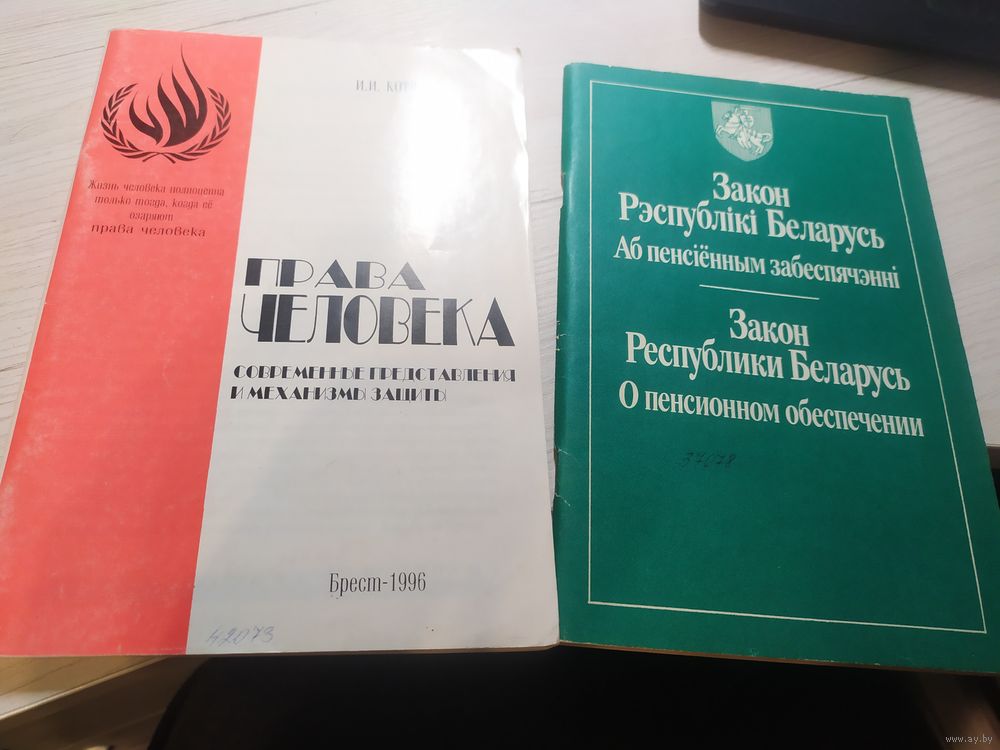 И.И.
Жизнь человека полноценна
только тогда, когда её
озаряют
права человека
ПРАВА
ЧЕЛОВЕКА
СОВРЕМЕННЫЕ ПРЕДСТАВЛЕНИЯ
И МЕХАНИЗМЫ ЗАЩИТЫ
Брест-1996
42073
Закон
Рэспублікі Беларусь
Аб пенсіённым забеспячэнні
Закон
Республики Беларусь
О пенсионном обеспечении
37678
www.ay.by